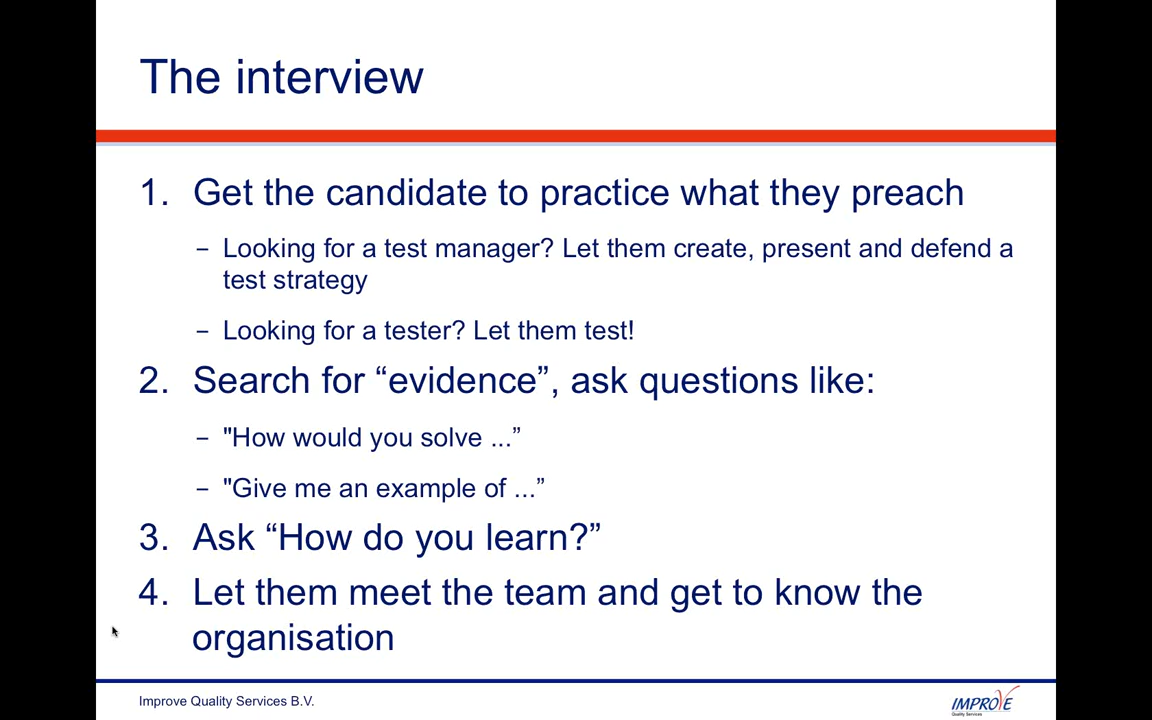 The interview
1. Get the candidate to practice what they preach
– Looking for a test manager? Let them create, present and defend a
test strategy
– Looking for a tester? Let them test!
2. Search for “evidence”, ask questions like:
– "How would you solve ...”
– "Give me an example of ...”
3. Ask “How do you learn?”
4. Let them meet the team and get to know the
organisation
Improve Quality Services B.V.
IMPROVE
Quality Services